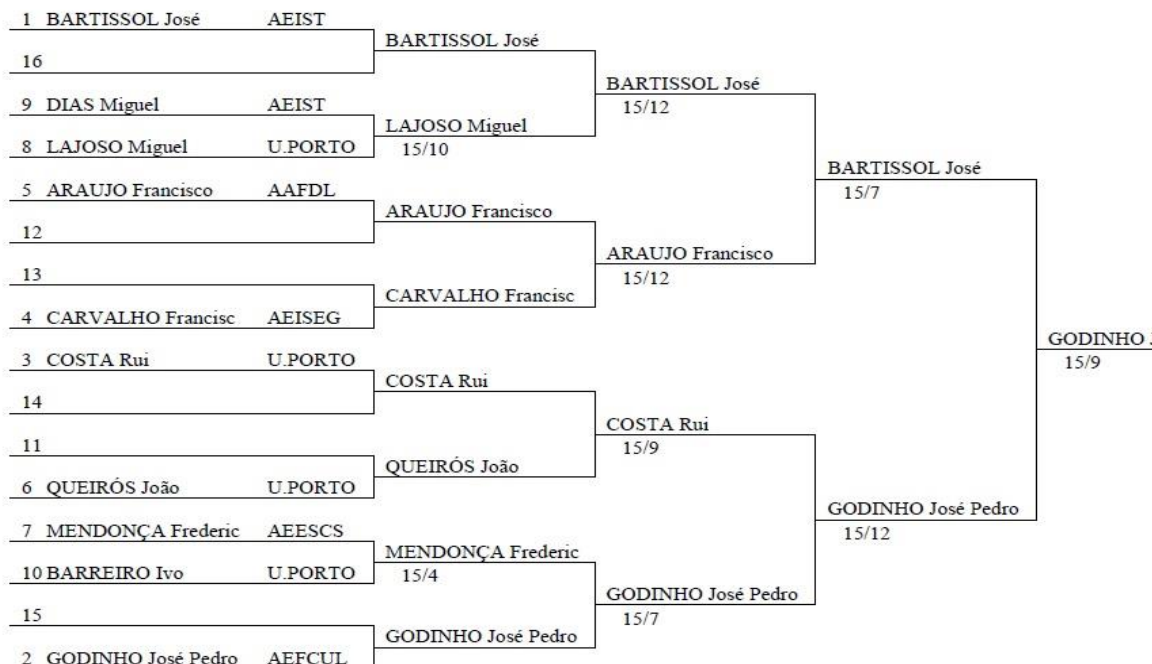 1 BARTISSOL José AEIST
16
9 DIAS Miguel AEIST
8 LAJOSO Miguel U.PORTO
5 ARAUJO Francisco AAFDL
12
13
4 CARVALHO Francisc AEISEG
3 COSTA Rui U.PORTO
14
11
6 QUEIRÓS João U.PORTO
7 MENDONÇA Frederic AEESCS
10 BARREIRO Ivo U.PORTO
15
2 GODINHO José Pedro AEFCUL
BARTISSOL José
LAJOSO Miguel
15/10
ARAUJO Francisco
CARVALHO Francisc
COSTA Rui
QUEIRÓS João
MENDONÇA Frederic
15/4
GODINHO José Pedro
BARTISSOL José
15/12
ARAUJO Francisco
15/12
COSTA Rui
15/9
GODINHO José Pedro
15/7
BARTISSOL José
15/7
GODINHO José Pedro
15/12
GODINHO
15/9